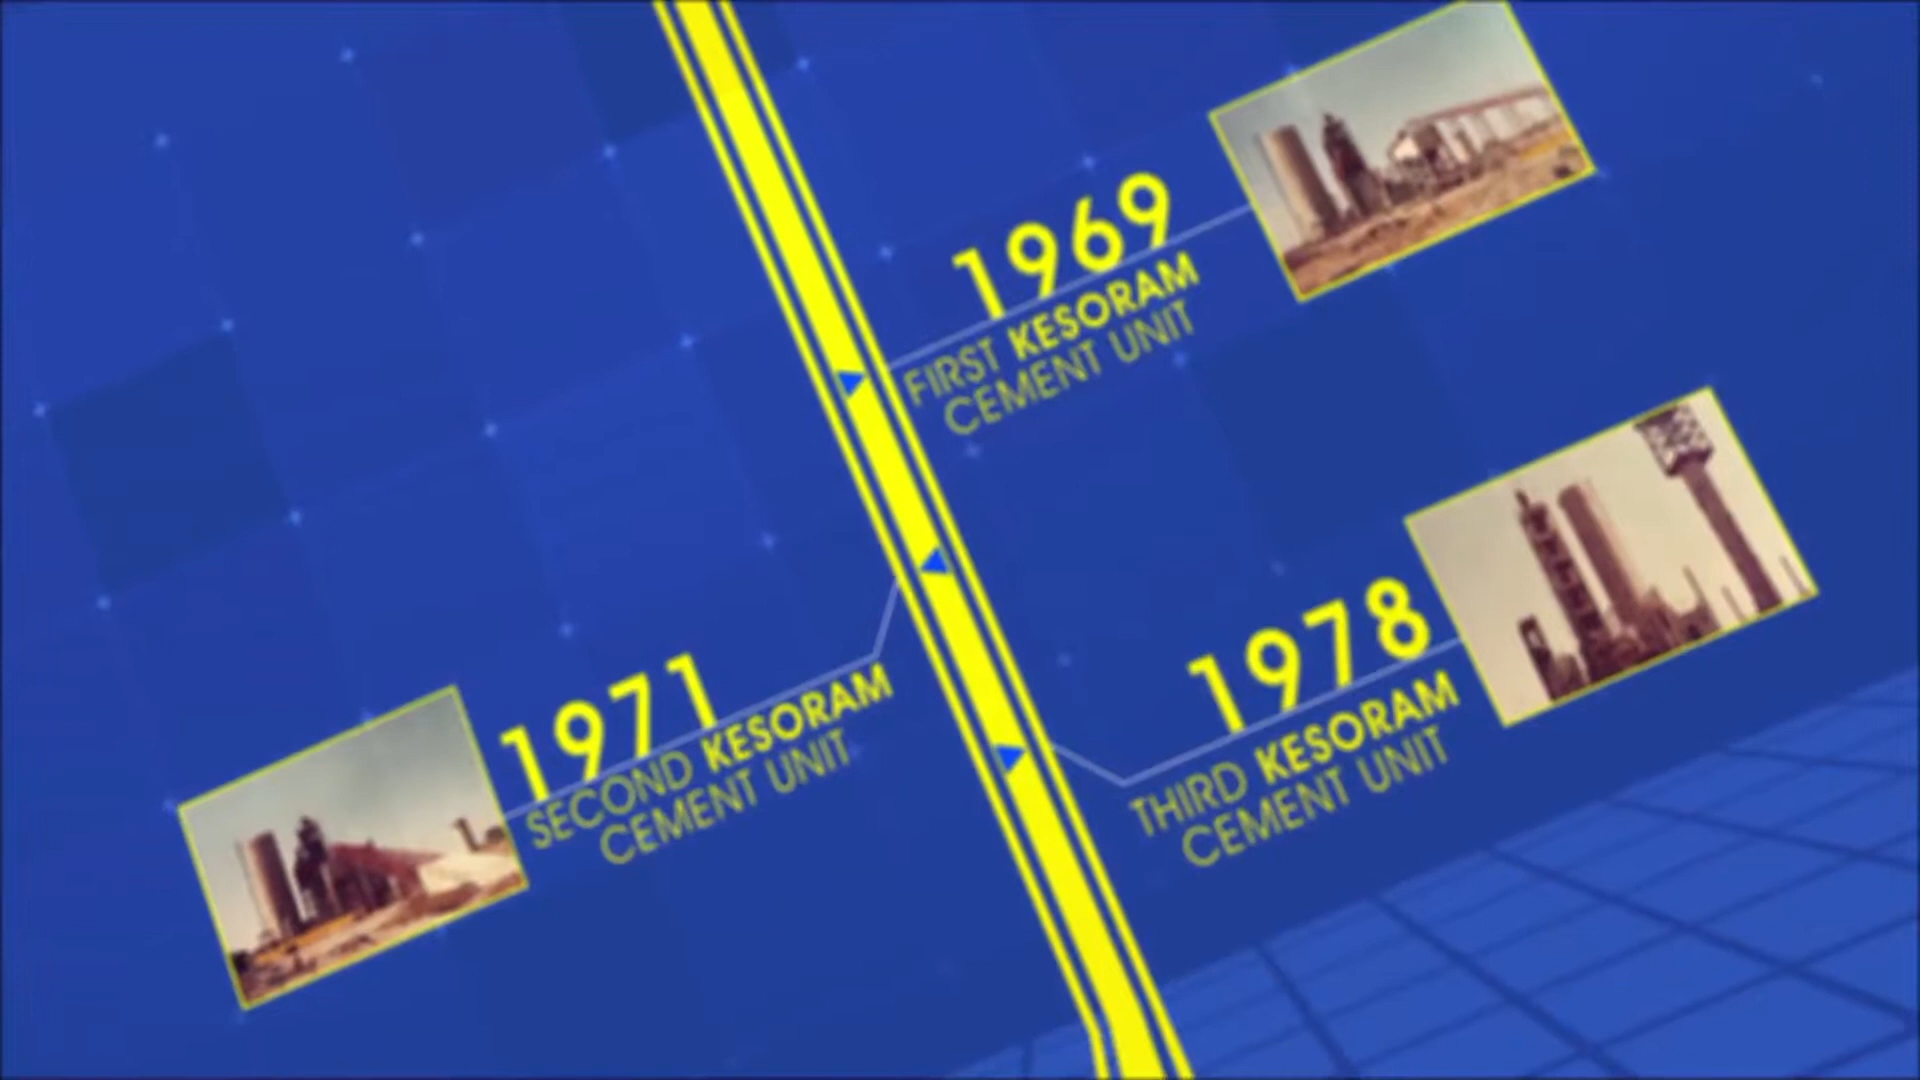 1969
FIRST KESORAM
CEMENT UNIT
1971
SECOND KESORAM
CEMENT UNIT
1978
THIRD KESORAM
CEMENT UNIT